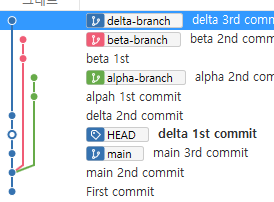 그래프
delta-branch delta 3rd commit
beta-branch beta 2nd commit
beta 1st
alpha-branch alpha 2nd commit
alpah 1st commit
delta 2nd commit
HEAD delta 1st commit
main main 3rd commit
main 2nd commit
First commit